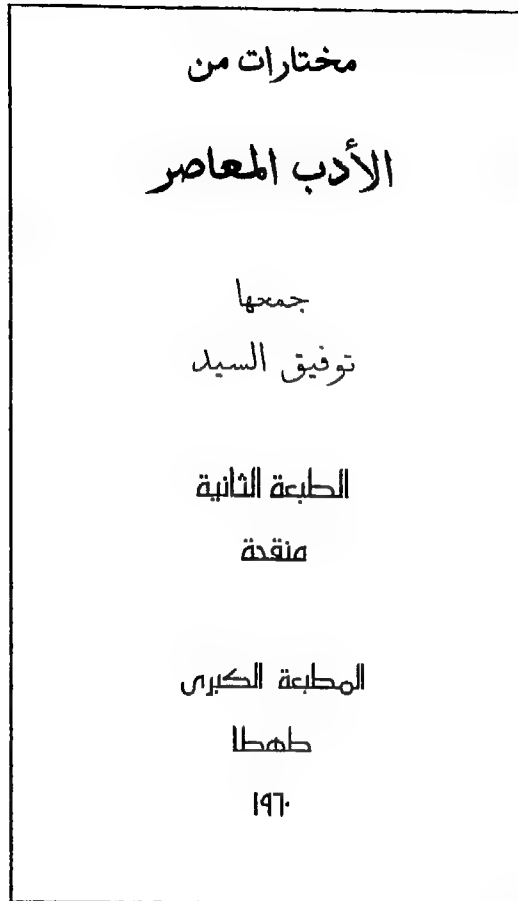 مختارات من
الأدب المعاصر
جمعها
توفيق السيد
الطبعة الثانية
منقحة
المطبعة الكبرى
طهطا
١٩٦٠